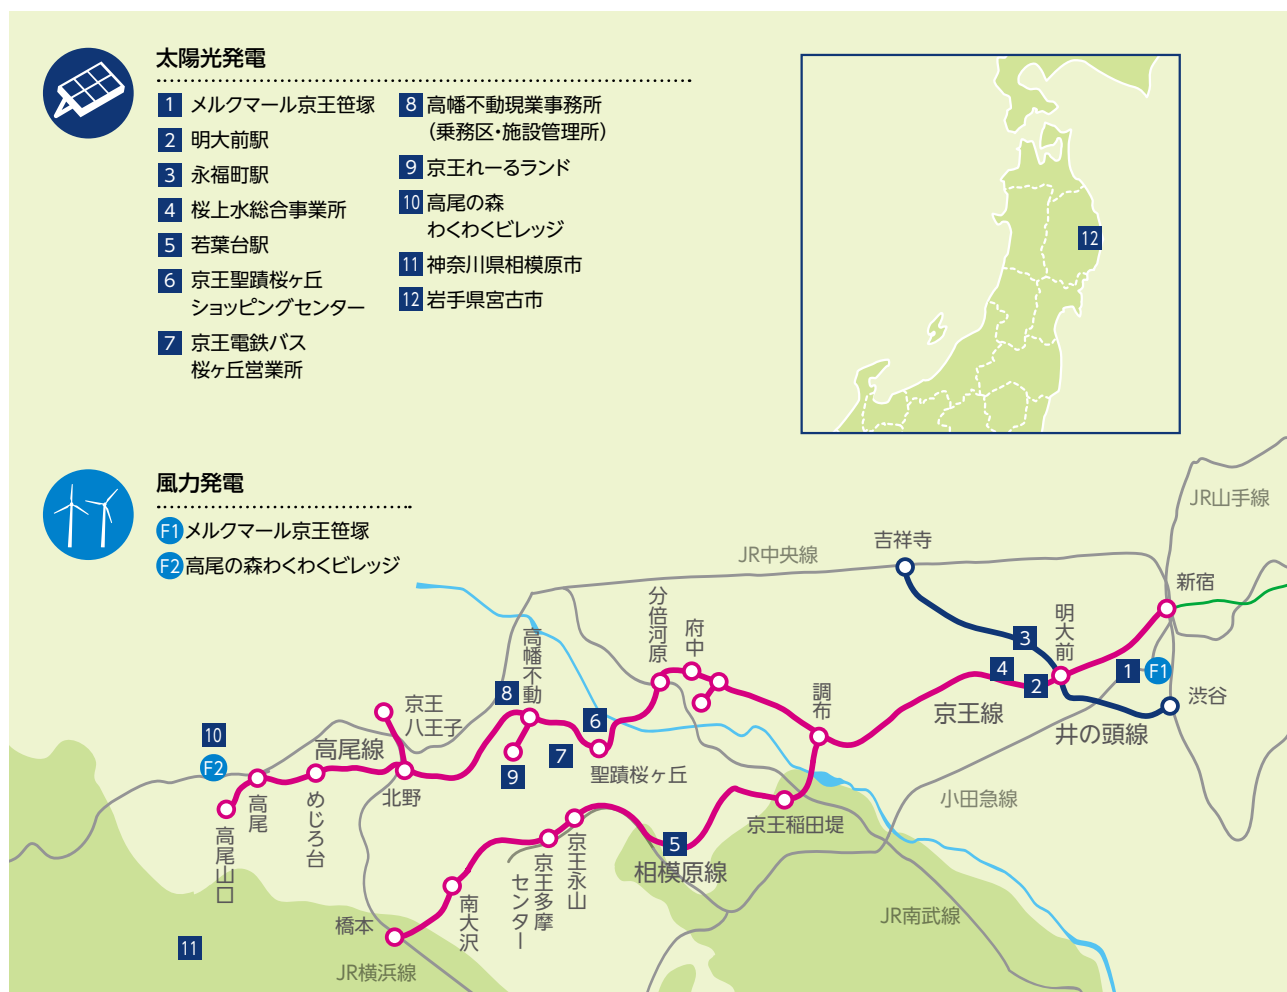 太陽光発電
1 メルクマール京王笹塚
2 明大前駅
3 永福町駅
4 桜上水総合事業所
5 若葉台駅
6 京王聖蹟桜ヶ丘
ショッピングセンター
7 京王電鉄バス
桜ヶ丘営業所
8 高幡不動現業事務所
（乗務区・施設管理所）
9 京王れーるランド
10 高尾の森
わくわくビレッジ
11 神奈川県相模原市
12 岩手県宮古市
12
風力発電
F1 メルクマール京王笹塚
F2 高尾の森わくわくビレッジ
JR山手線
吉祥寺
JR中央線
新宿
分倍河原
府中
明大前
高幡不動
3
4
2
1
F1
渋谷
京王線
井の頭線
調布
京王
八王子
8
6
7
9
10
F2
高尾線
聖蹟桜ヶ丘
北野
めじろ台
高尾
高尾山口
小田急線
京王稲田堤
5
相模原線
京王永山
京王多摩
センター
南大沢
橋本
JR南武線
11
JR横浜線